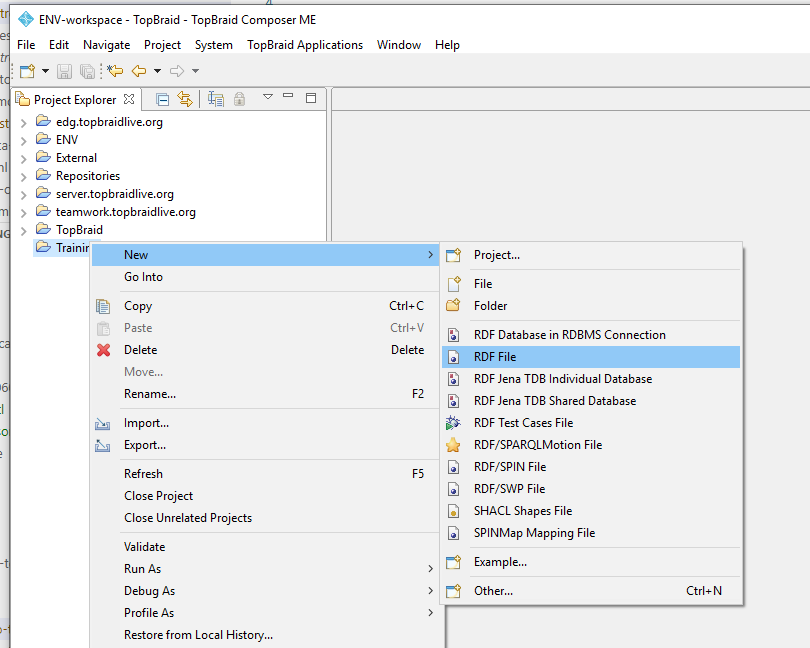 ENV-workspace - TopBraid - TopBraid Composer ME
File Edit Navigate Project System TopBraid Applications Window Help
Project Explorer
edg.topbraidlive.org
ENV
External
Repositories
server.topbraidlive.org
teamwork.topbraidlive.org
TopBraid
New
Go Into
Copy Ctrl+C
Paste Ctrl+V
Delete Delete
Move...
Rename... F2
Import...
Export...
Refresh F5
Close Project
Close Unrelated Projects
Validate
Run As
Debug As
Profile As
Restore from Local History...
Project...
File
Folder
RDF Database in RDBMS Connection
RDF File
RDF Jena TDB Individual Database
RDF Jena TDB Shared Database
RDF Test Cases File
RDF/SPARQLMotion File
RDF/SPIN File
RDF/SWP File
SHACL Shapes File
SPINMap Mapping File
Example...
Other... Ctrl+N